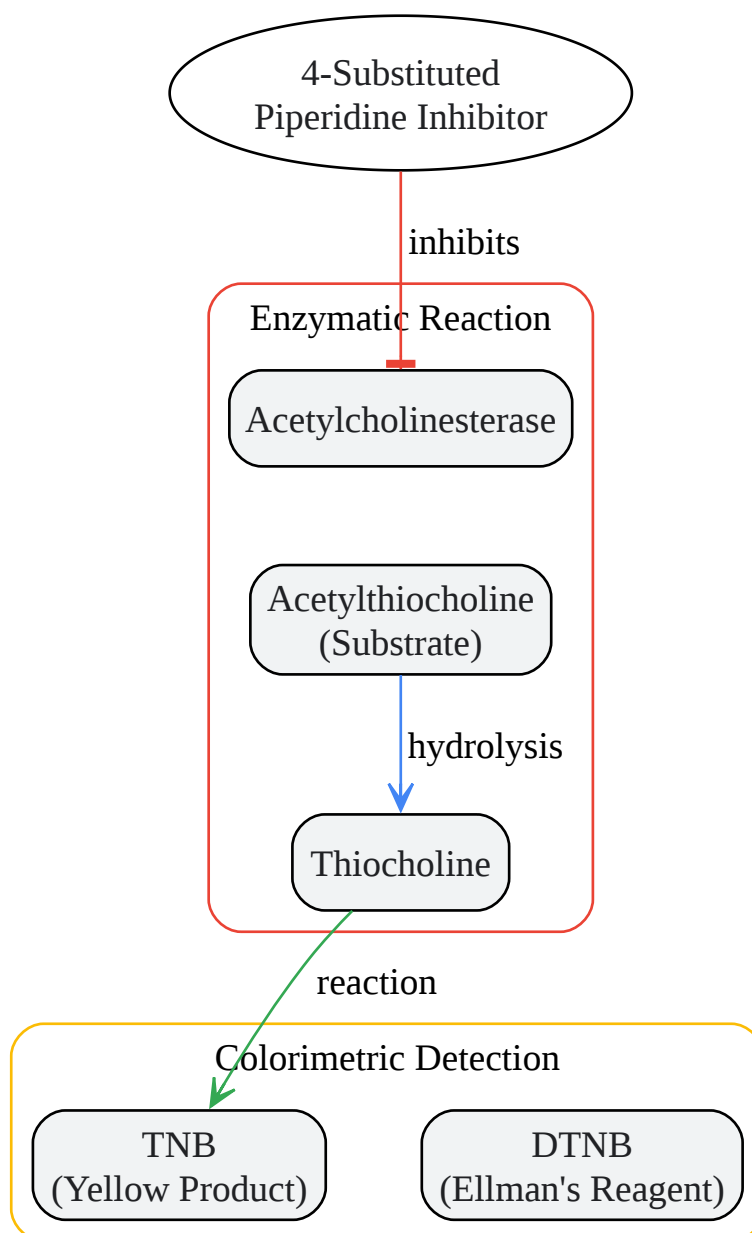 4-Substituted
Piperidine Inhibitor
inhibits
Enzymatic Reaction
Acetylcholinesterase
Acetylthiocholine
(Substrate)
hydrolysis
Thiocholine
reaction
Colorimetric Detection
TNB
(Yellow Product)
DTNB
(Ellman's Reagent)